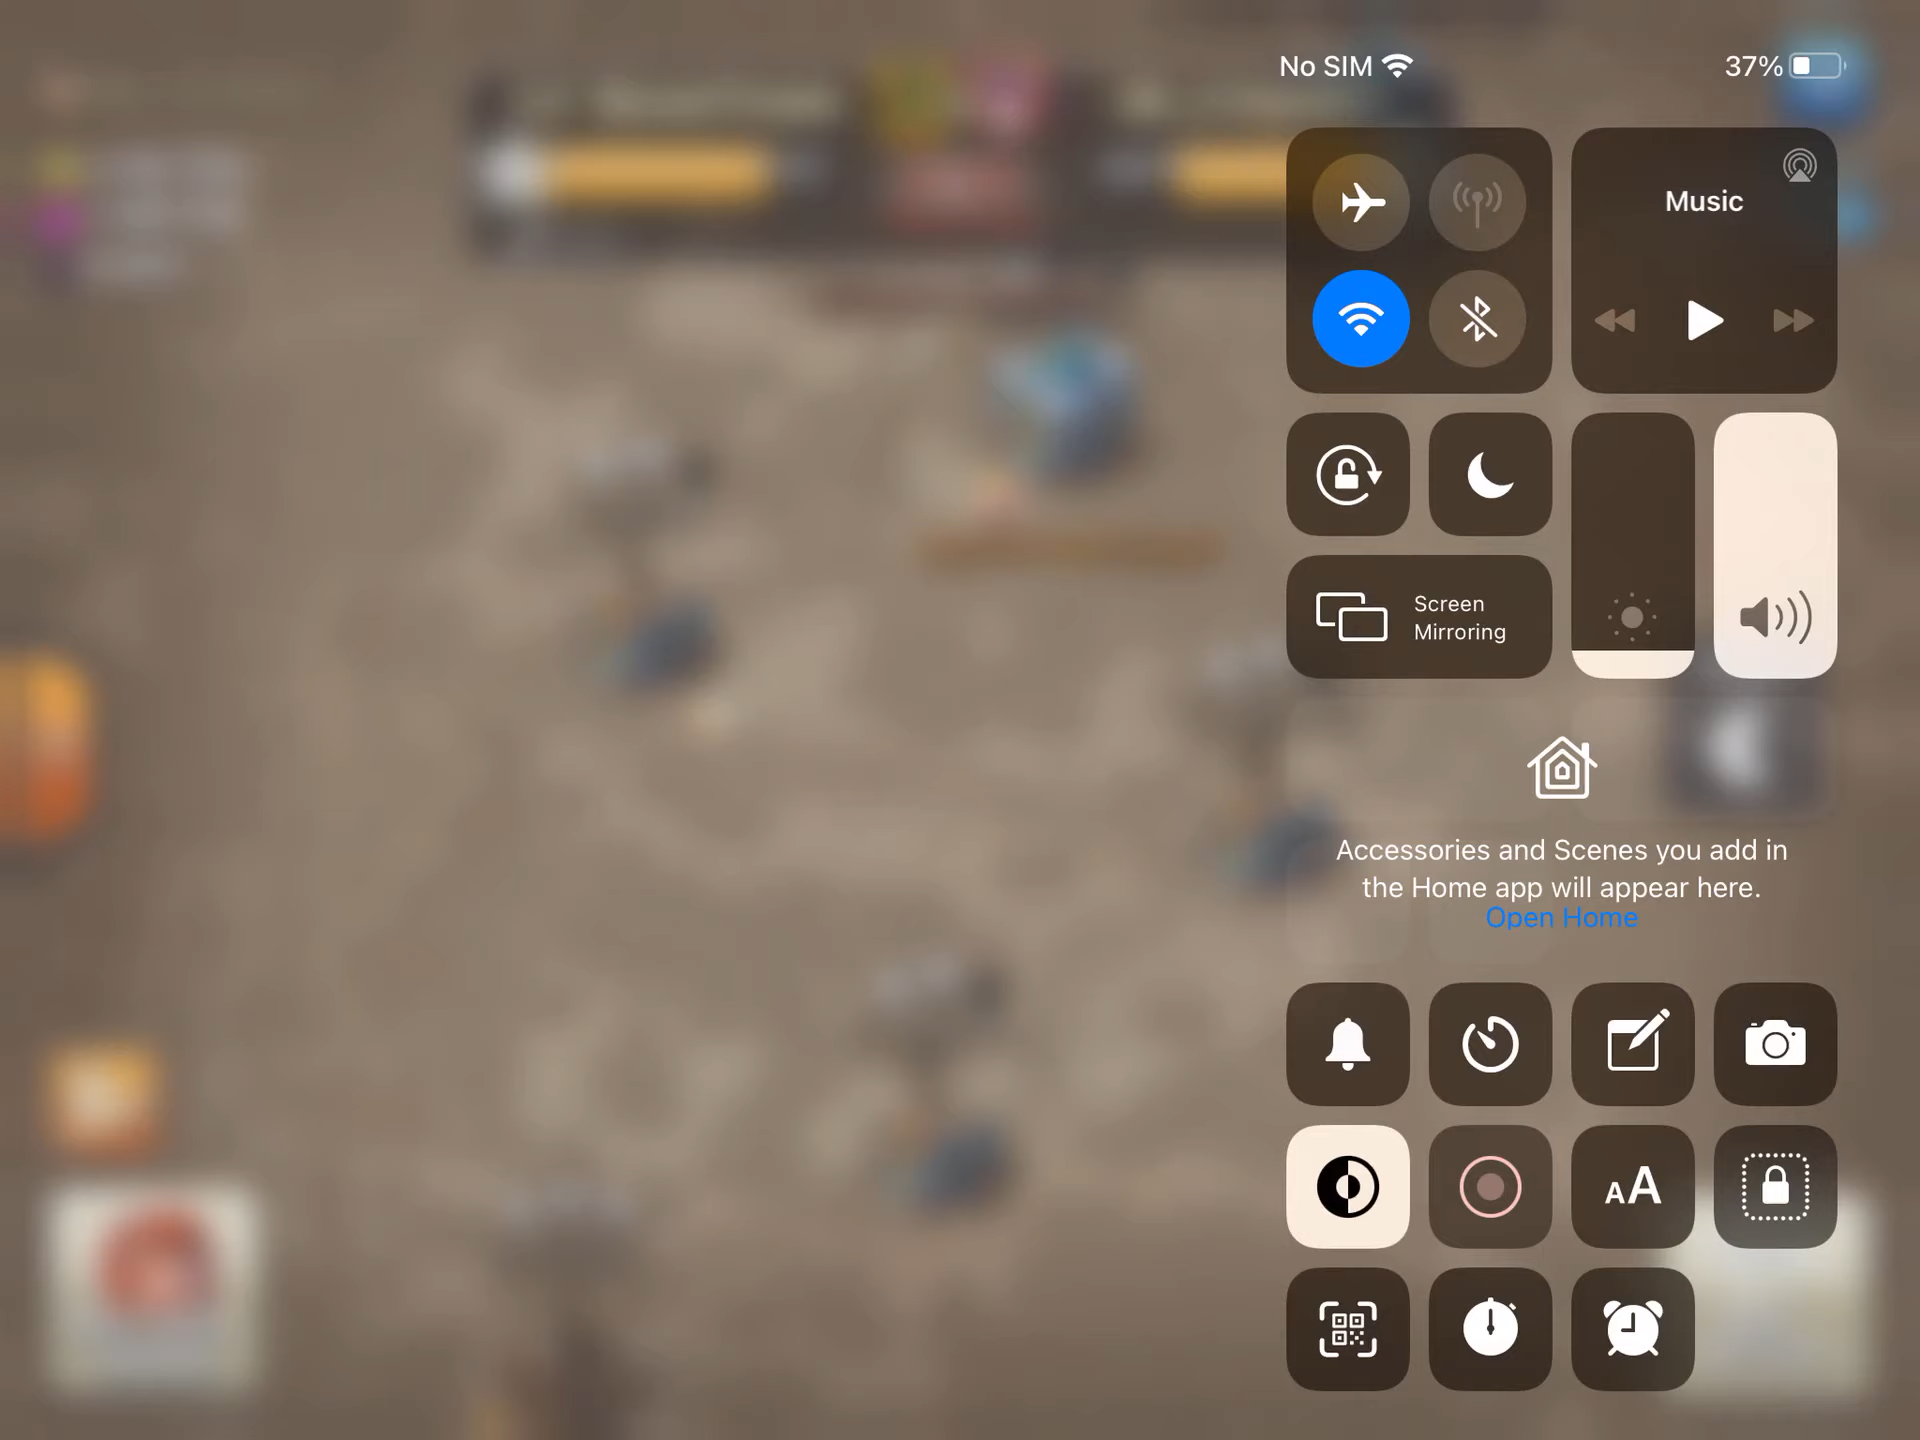 No SIM
37%
Music
Screen
Mirroring
Accessories and Scenes you add in
the Home app will appear here.
Open Home
AA